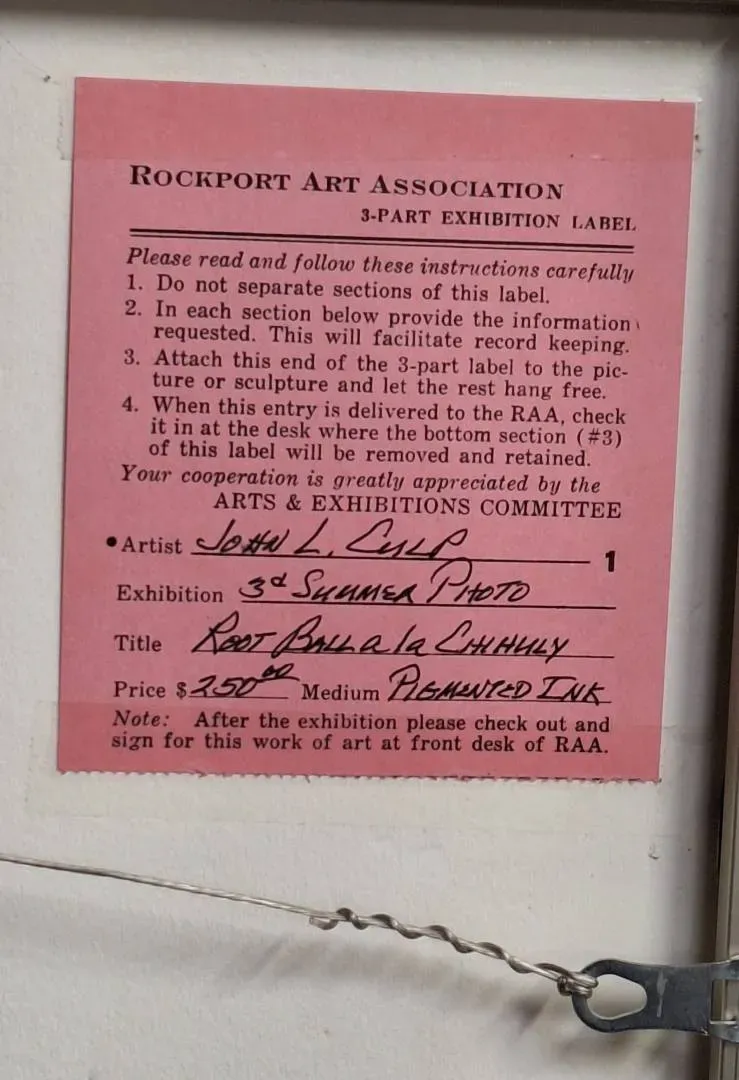 ROCKPORT ART ASSOCIATION
3-PART EXHIBITION LABEL
Please read and follow these instructions carefully
1. Do not separate sections of this label.
2. In each section below provide the information
requested. This will facilitate record keeping.
3. Attach this end of the 3-part label to the pic-
ture or sculpture and let the rest hang free.
4. When this entry is delivered to the RAA, check
it in at the desk where the bottom section (#3)
of this label will be removed and retained.
Your cooperation is greatly appreciated by the
ARTS & EXHIBITIONS COMMITTEE
• Artist JOHN L. CULP 1
Exhibition 3d SUMMER PHOTO
Title ROOT BALL a la CHIHULY
Price $ 250 00 Medium PIGMENTED INK
Note: After the exhibition please check out and
sign for this work of art at front desk of RAA.